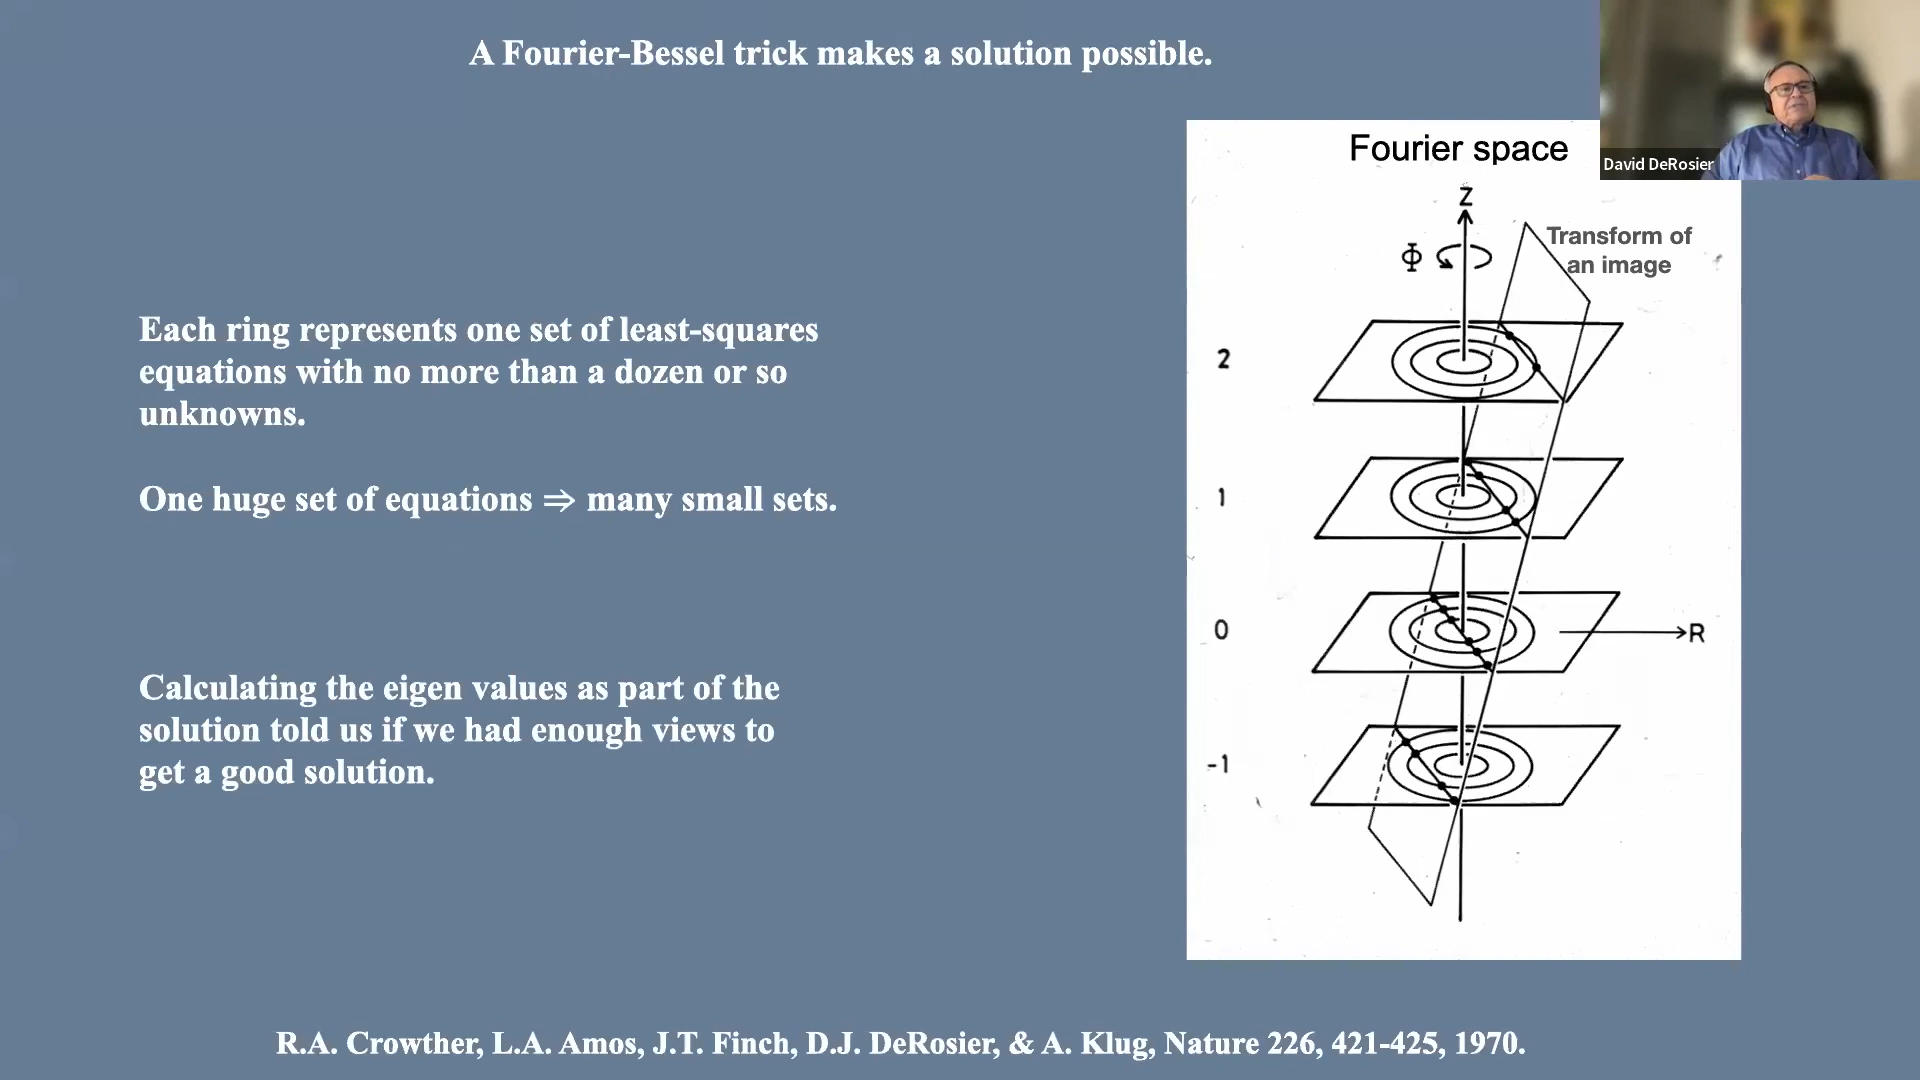 A Fourier-Bessel trick makes a solution possible.
David DeRosier
Each ring represents one set of least-squares
equations with no more than a dozen or so
unknowns.
One huge set of equations ⇒ many small sets.
Calculating the eigen values as part of the
solution told us if we had enough views to
get a good solution.
Fourier space
Z
Φ
Transform of
an image
2
1
0
R
-1
R.A. Crowther, L.A. Amos, J.T. Finch, D.J. DeRosier, & A. Klug, Nature 226, 421-425, 1970.